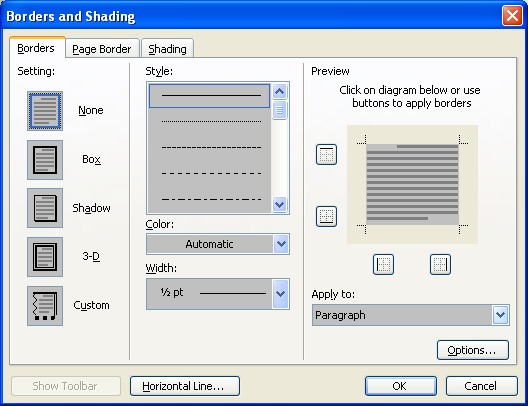 Borders and Shading
Borders
Page Border
Shading
Setting:
None
Box
Shadow
3-D
Custom
Style:
Color:
Automatic
Width:
½ pt
Preview
Click on diagram below or use
buttons to apply borders
Apply to:
Paragraph
Options...
Show Toolbar
Horizontal Line...
OK
Cancel